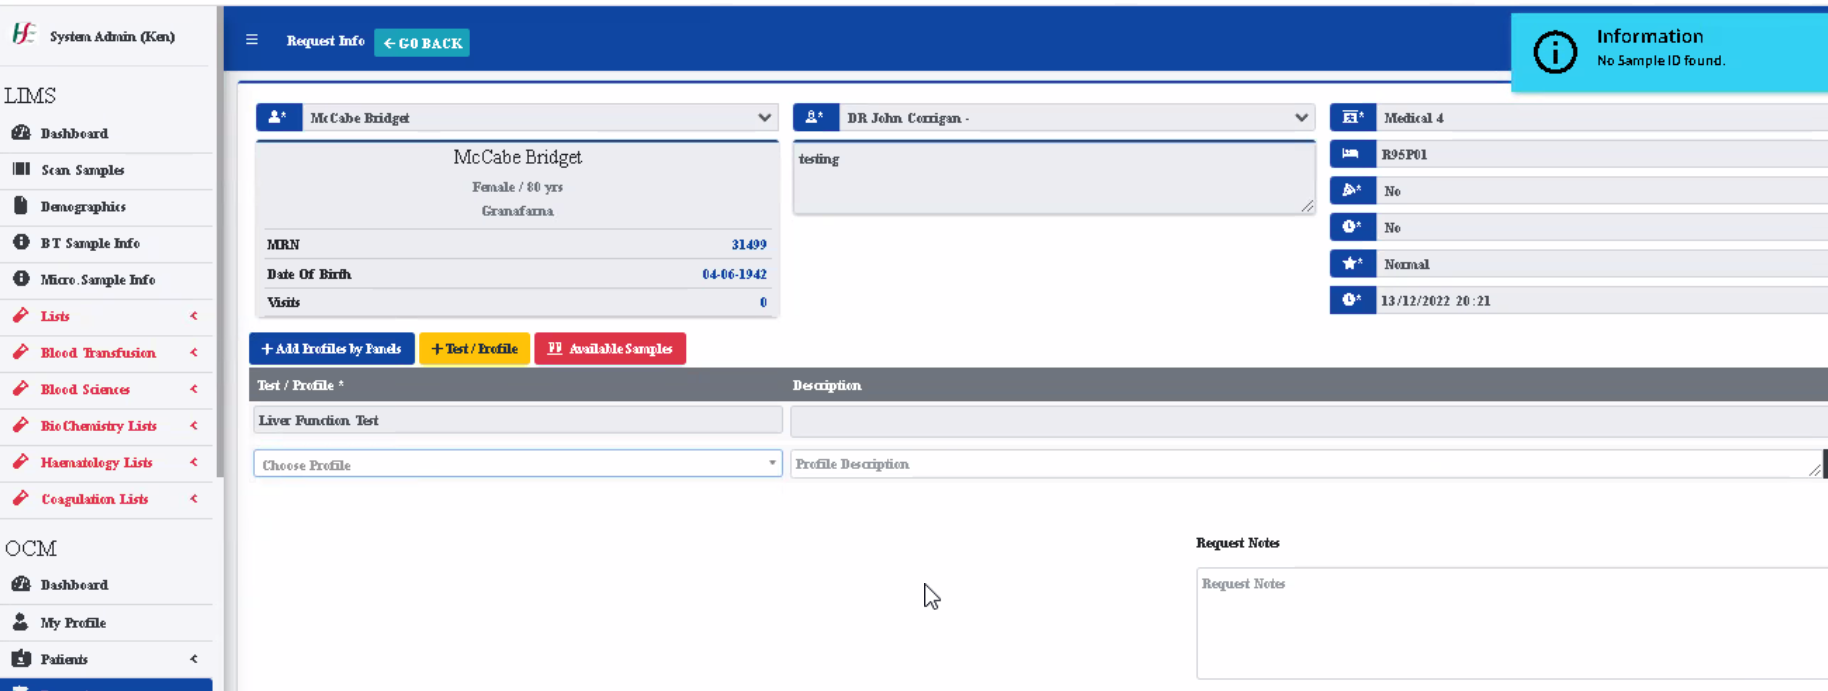 System Admin (Ken)
Request Info
GO BACK
Information
No Sample ID found.
LIMS
Dashboard
Scan Samples
Demographics
BT Sample Info
Micro.Sample Info
Lists
Blood Transfusion
Blood Sciences
BioChemistry Lists
Haematology Lists
Coagulation Lists
OCM
Dashboard
My Profile
Patients
McCabe Bridget
DR John Corrigan -
Medical 4
McCabe Bridget
Female / 80 yrs
Granafarna
MRN 31499
Date Of Birth 04-06-1942
Visits 0
testing
R95P01
No
No
Normal
13/12/2022 20:21
+ Add Profiles by Panels
+ Test / Profile
Available Samples
Test / Profile * Description
Liver Function Test
Choose Profile
Profile Description
Request Notes
Request Notes